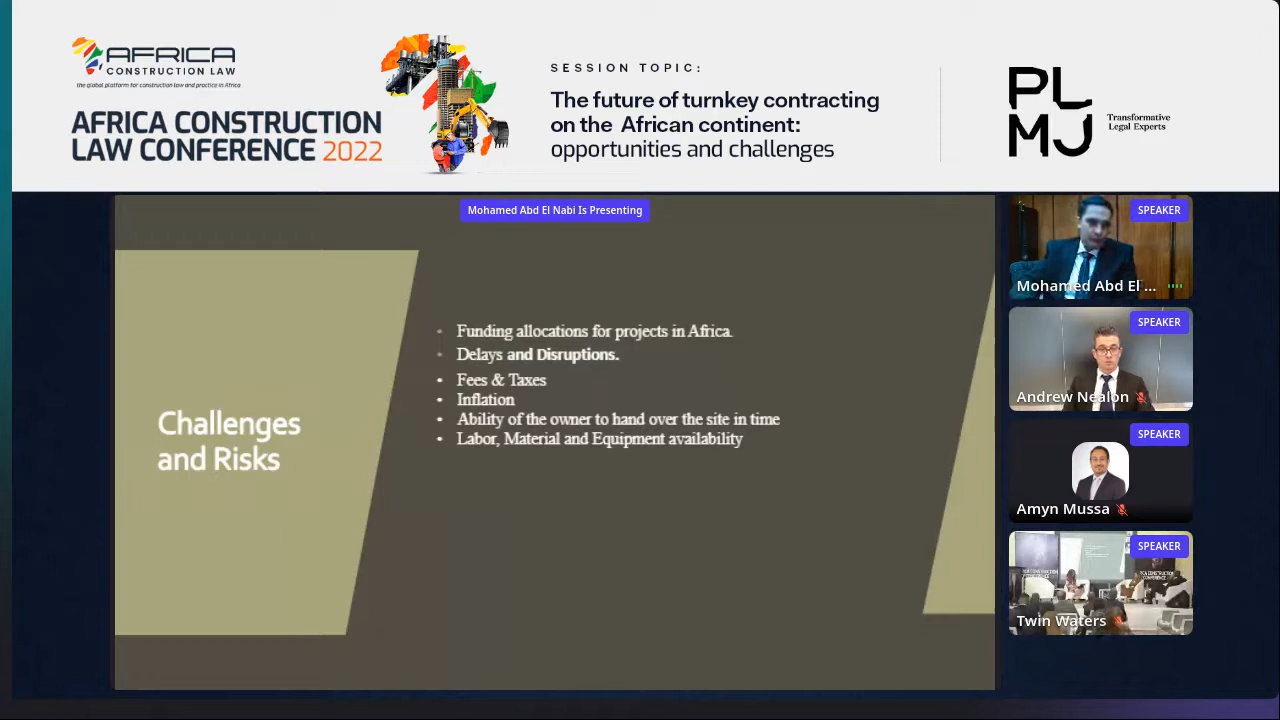 AFRICA
CONSTRUCTION LAW
the global platform for construction law and practice in Africa
AFRICA CONSTRUCTION
LAW CONFERENCE 2022
SESSION TOPIC:
The future of turnkey contracting
on the African continent:
opportunities and challenges
PL
MJ
Transformative
Legal Experts
Mohamed Abd El Nabi Is Presenting
Challenges
and Risks
• Funding allocations for projects in Africa.
• Delays and Disruptions.
• Fees & Taxes
• Inflation
• Ability of the owner to hand over the site in time
• Labor, Material and Equipment availability
SPEAKER
Mohamed Abd El ...
SPEAKER
Andrew Nealon
SPEAKER
Amyn Mussa
SPEAKER
Twin Waters